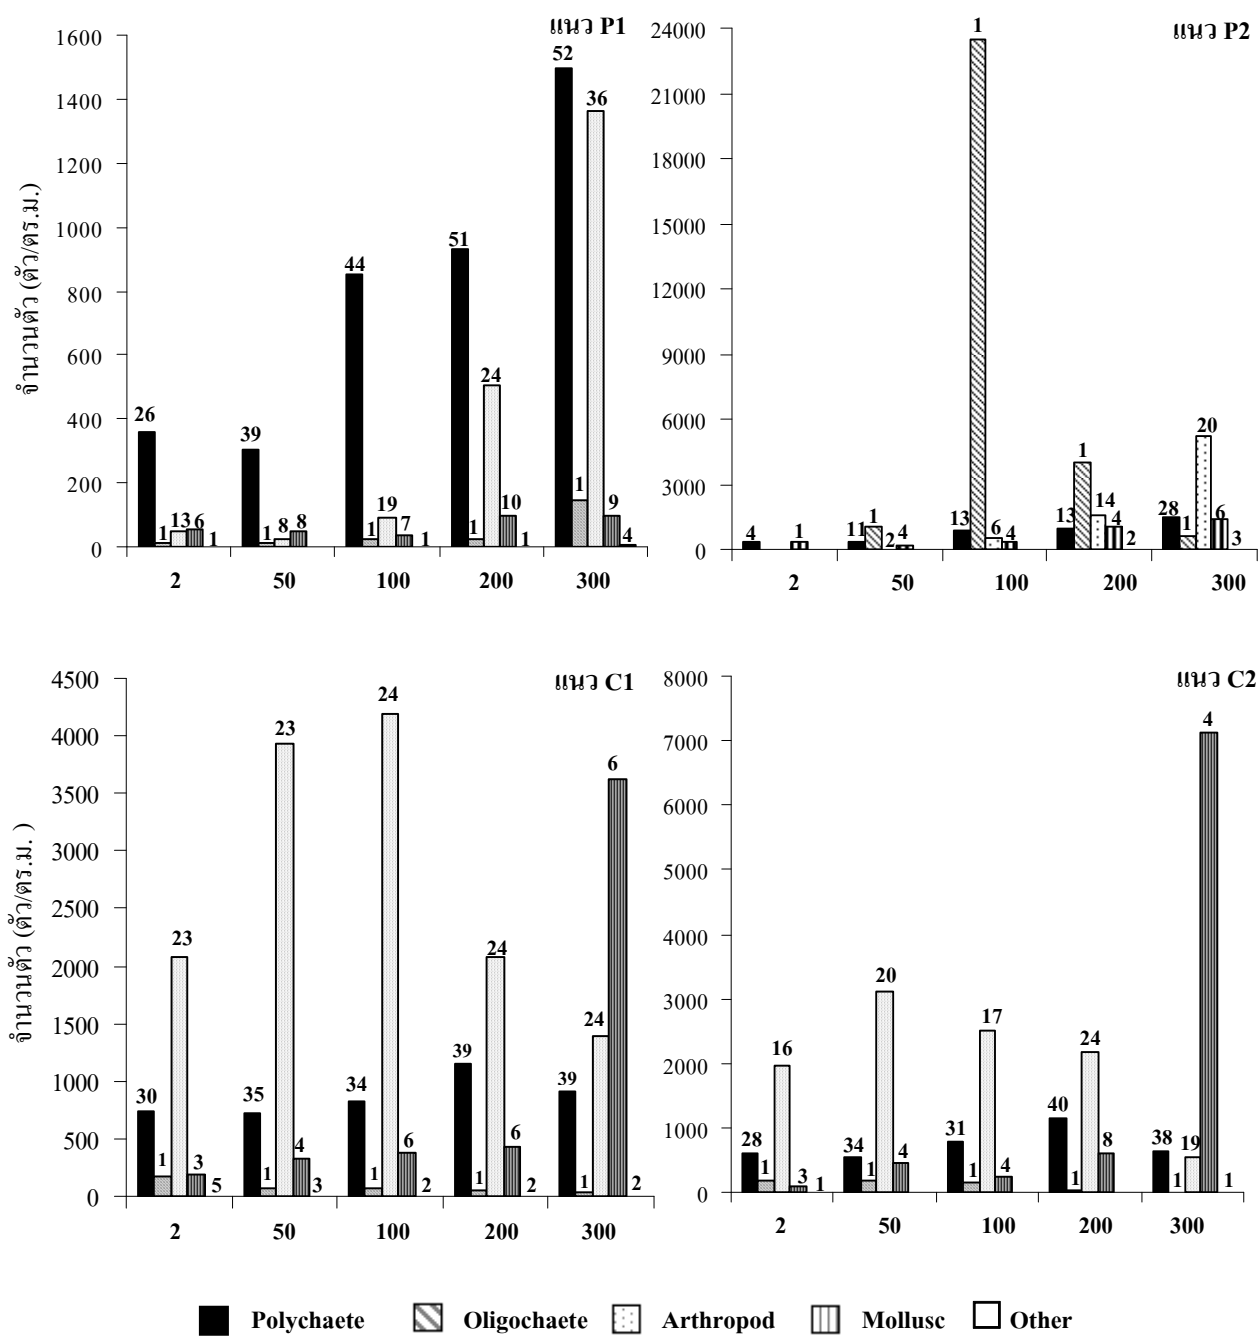 แนว P1
จำนวนตัว (ตัว/ตร.ม.)
1600
1400
1200
1000
800
600
400
200
0
26 1 13 6 1
39 1 8 8
44 1 19 7 1
51 1 24 10 1
52 1 36 9 4
2 50 100 200 300
แนว P2
24000
21000
18000
15000
12000
9000
6000
3000
0
4 1
11 1 2 4
13 1 6 4
13 1 14 4 2
28 1 20 6 3
2 50 100 200 300
แนว C1
จำนวนตัว (ตัว/ตร.ม. )
4500
4000
3500
3000
2500
2000
1500
1000
500
0
30 1 23 3 5
35 1 23 4 3
34 1 24 6 2
39 1 24 6 2
39 1 24 6 2
2 50 100 200 300
แนว C2
8000
7000
6000
5000
4000
3000
2000
1000
0
28 1 16 3 1
34 1 20 4
31 1 17 4
40 1 24 8
38 1 19 4 1
2 50 100 200 300
Polychaete Oligochaete Arthropod Mollusc Other